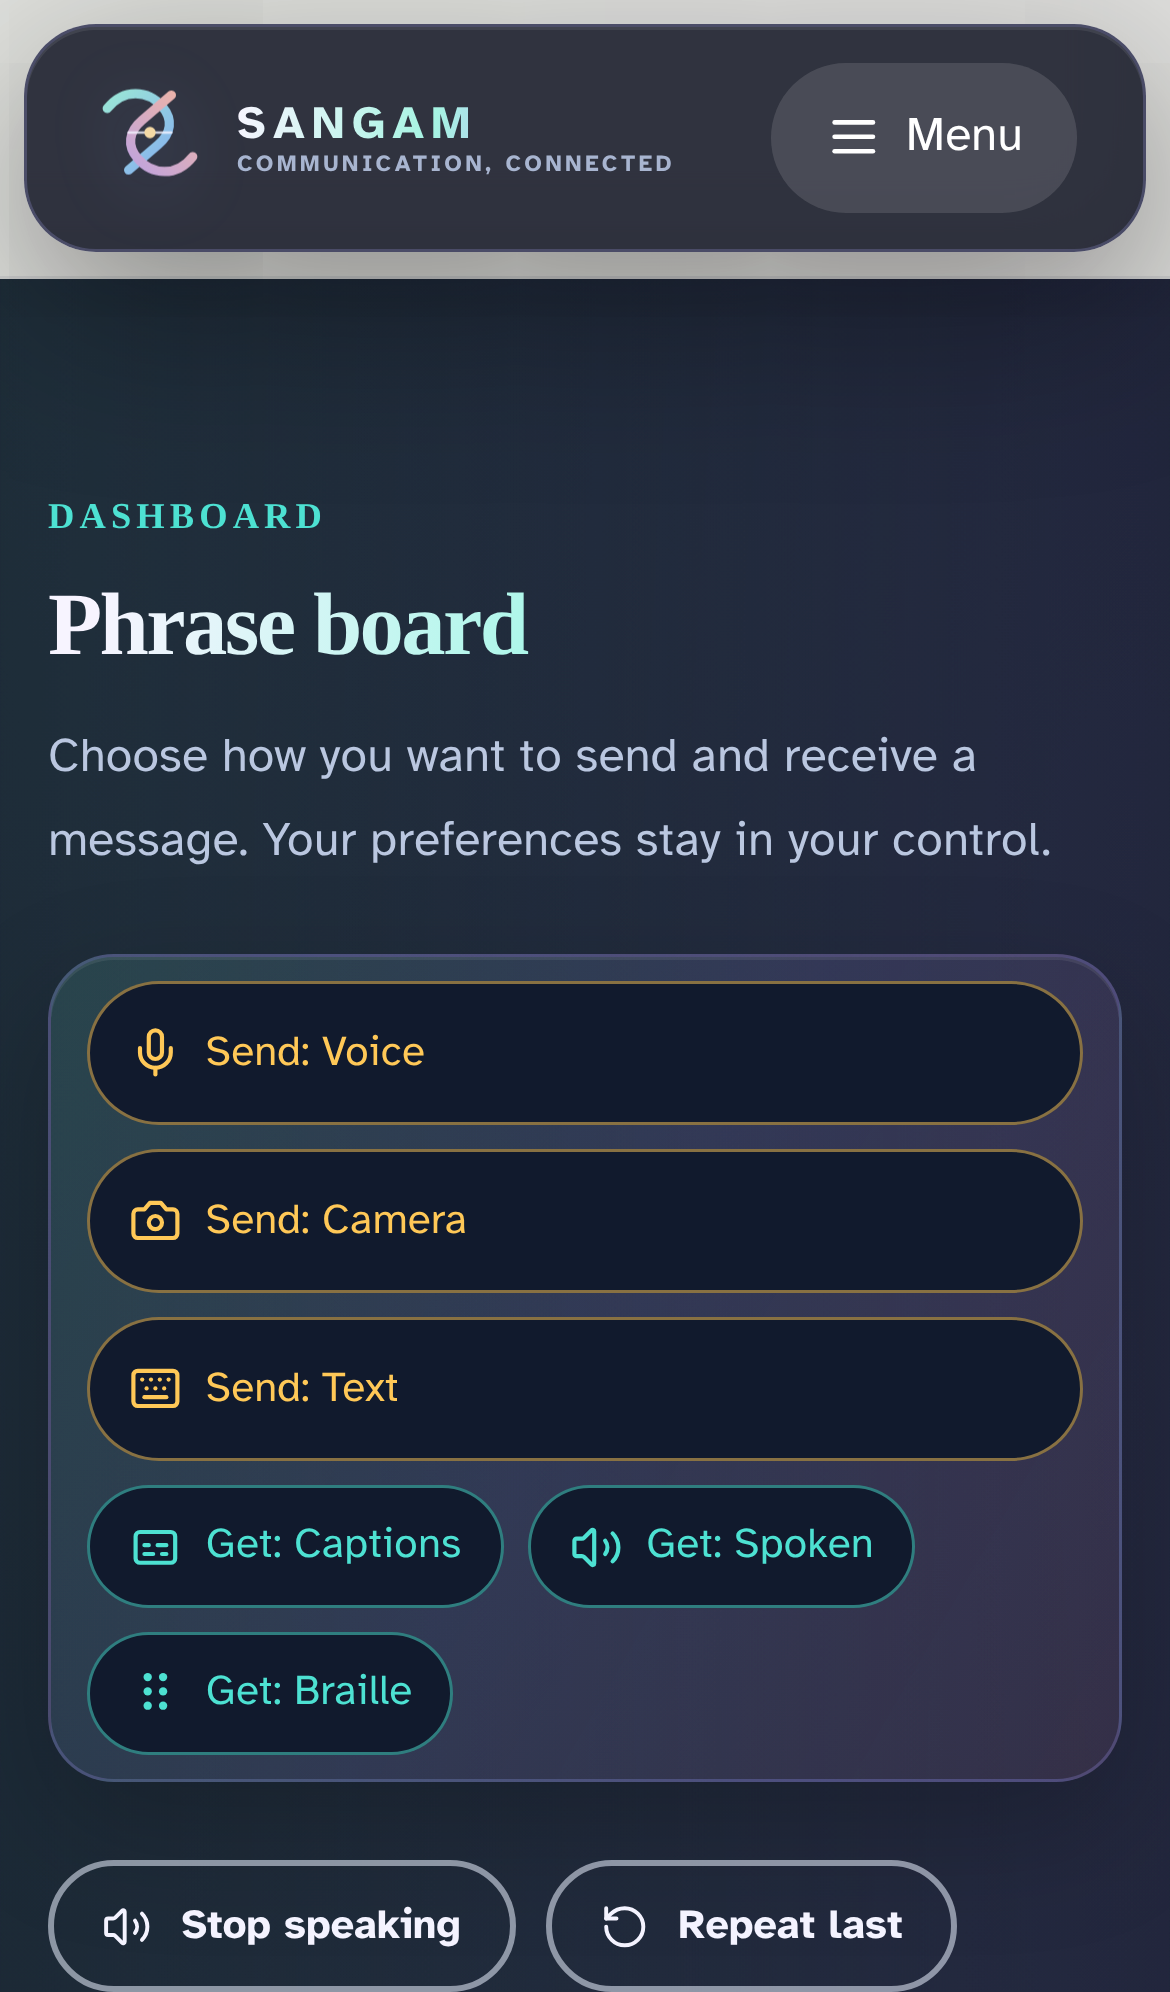 SANGAM
COMMUNICATION, CONNECTED
Menu
DASHBOARD
Phrase board
Choose how you want to send and receive a
message. Your preferences stay in your control.
Send: Voice
Send: Camera
Send: Text
Get: Captions
Get: Spoken
Get: Braille
Stop speaking
Repeat last